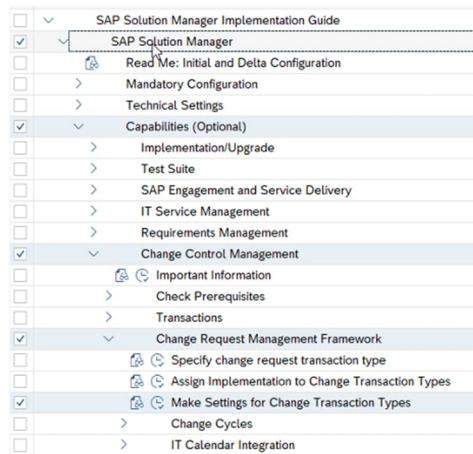 SAP Solution Manager Implementation Guide
SAP Solution Manager
Read Me: Initial and Delta Configuration
Mandatory Configuration
Technical Settings
Capabilities (Optional)
Implementation/Upgrade
Test Suite
SAP Engagement and Service Delivery
IT Service Management
Requirements Management
Change Control Management
Important Information
Check Prerequisites
Transactions
Change Request Management Framework
Specify change request transaction type
Assign Implementation to Change Transaction Types
Make Settings for Change Transaction Types
Change Cycles
IT Calendar Integration